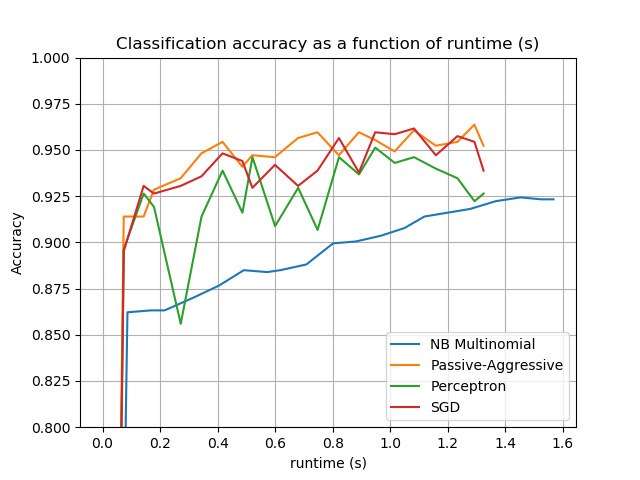 Classification accuracy as a function of runtime (s)
1.000
0.975
0.950
0.925
0.900
0.875
0.850
0.825
0.800
Accuracy
NB Multinomial
Passive-Aggressive
Perceptron
SGD
0.0 0.2 0.4 0.6 0.8 1.0 1.2 1.4 1.6
runtime (s)